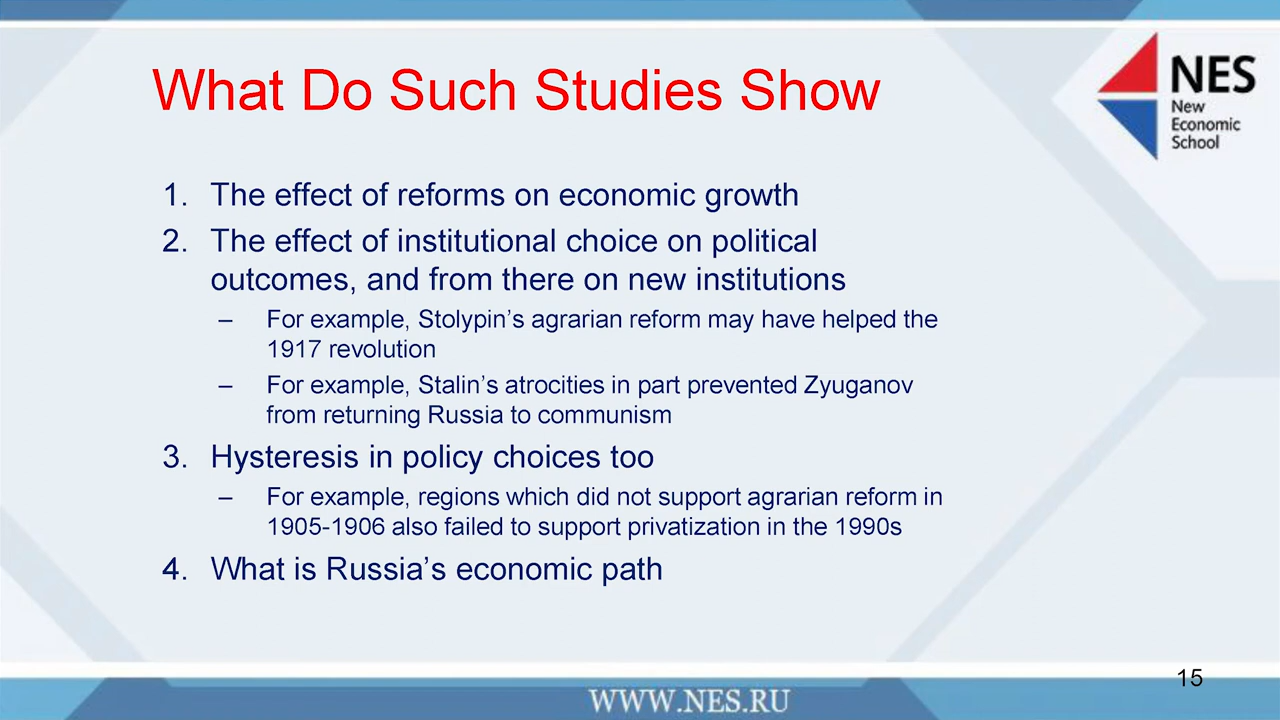 What Do Such Studies Show
NES
New
Economic
School
1. The effect of reforms on economic growth
2. The effect of institutional choice on political
outcomes, and from there on new institutions
– For example, Stolypin’s agrarian reform may have helped the
1917 revolution
– For example, Stalin’s atrocities in part prevented Zyuganov
from returning Russia to communism
3. Hysteresis in policy choices too
– For example, regions which did not support agrarian reform in
1905-1906 also failed to support privatization in the 1990s
4. What is Russia’s economic path
15
WWW.NES.RU